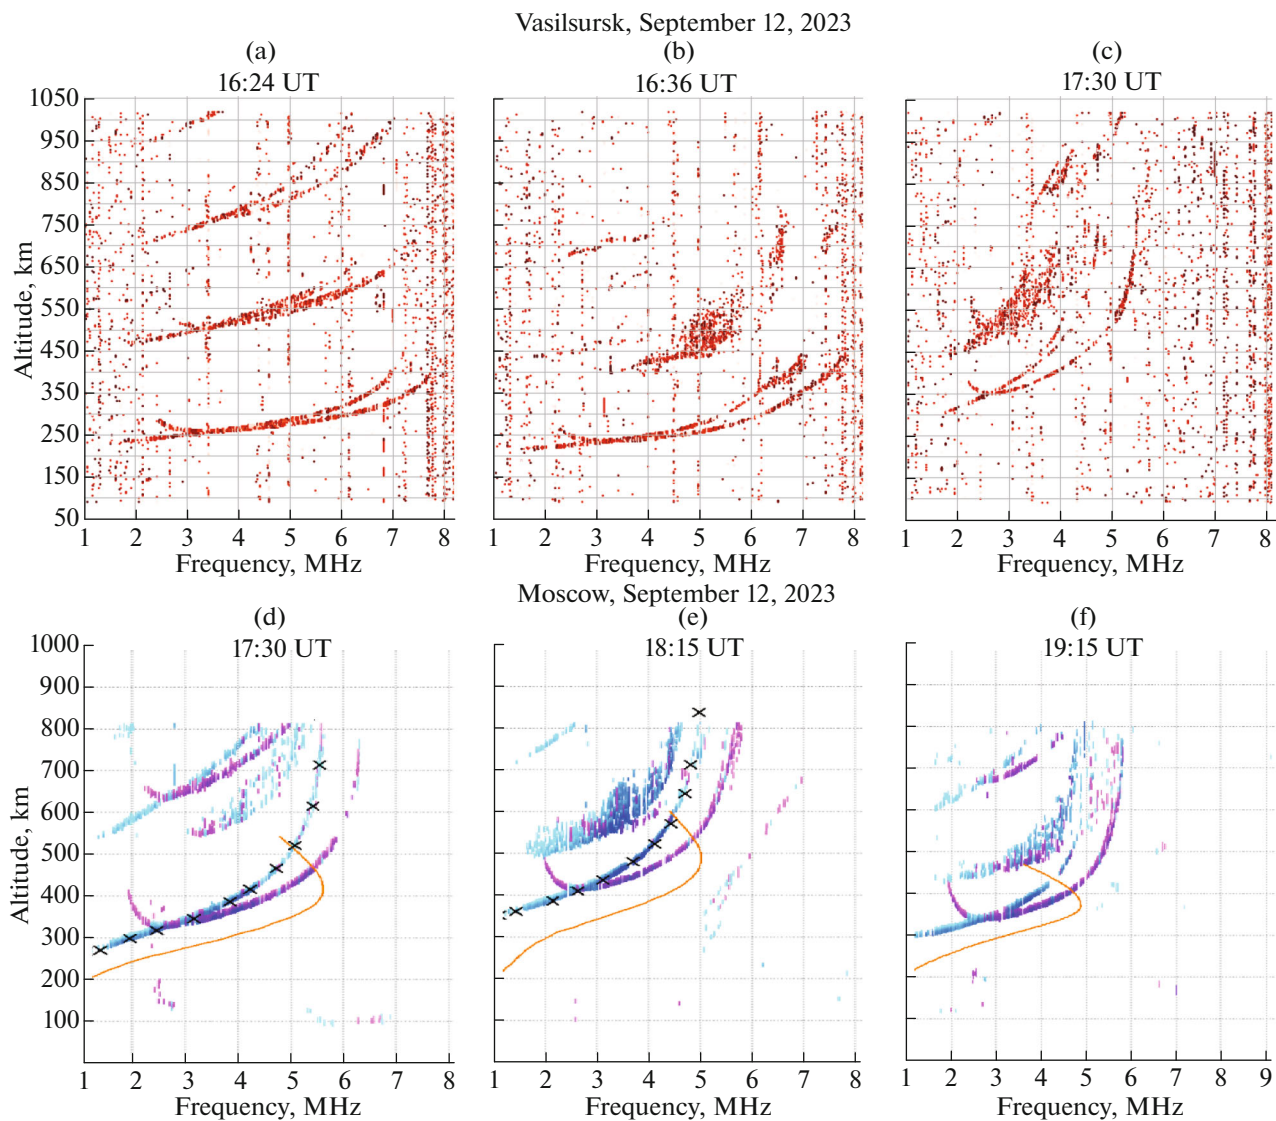 Vasilsursk, September 12, 2023
(a) (b) (c)
16:24 UT 16:36 UT 17:30 UT
Altitude, km
1050
950
850
750
650
550
450
350
250
150
50
1 2 3 4 5 6 7 8 1 2 3 4 5 6 7 8 1 2 3 4 5 6 7 8
Frequency, MHz Frequency, MHz Frequency, MHz
Moscow, September 12, 2023
(d) (e) (f)
17:30 UT 18:15 UT 19:15 UT
Altitude, km
1000
900
800
700
600
500
400
300
200
100
1 2 3 4 5 6 7 8 1 2 3 4 5 6 7 8 1 2 3 4 5 6 7 8 9
Frequency, MHz Frequency, MHz Frequency, MHz